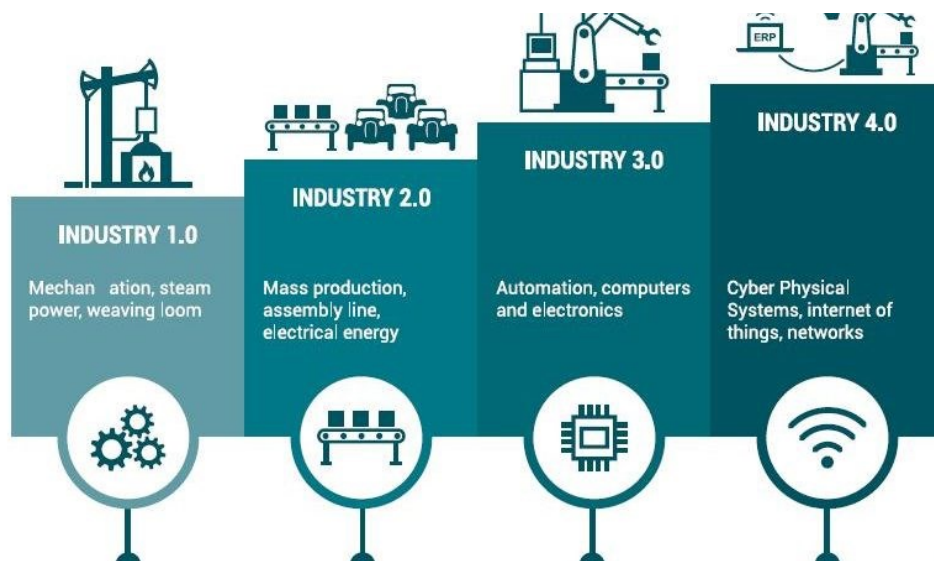 ERP
INDUSTRY 1.0
Mechan ation, steam
power, weaving loom
INDUSTRY 2.0
Mass production,
assembly line,
electrical energy
INDUSTRY 3.0
Automation, computers
and electronics
INDUSTRY 4.0
Cyber Physical
Systems, internet of
things, networks